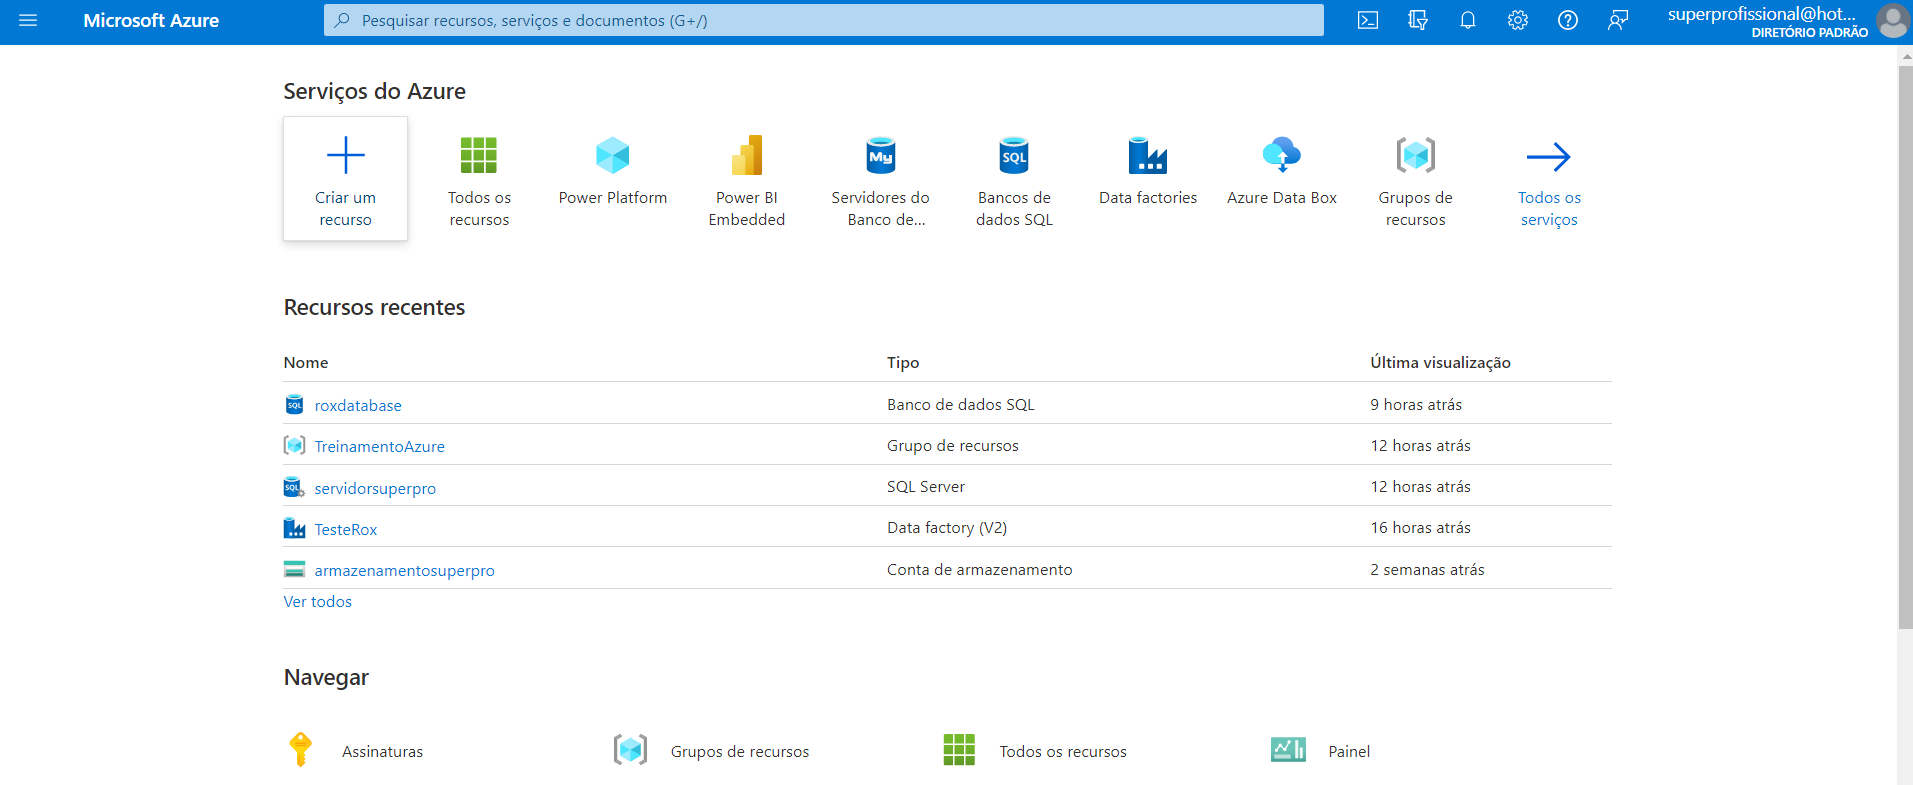 Microsoft Azure
Pesquisar recursos, serviços e documentos (G+/)
superprofissional@hot...
DIRETÓRIO PADRÃO
Serviços do Azure
Criar um
recurso
Todos os
recursos
Power Platform
Power BI
Embedded
My
Servidores do
Banco de...
SQL
Bancos de
dados SQL
Data factories
Azure Data Box
Grupos de
recursos
Todos os
serviços
Recursos recentes
Nome Tipo Última visualização
SQL roxdatabase Banco de dados SQL 9 horas atrás
TreinamentoAzure Grupo de recursos 12 horas atrás
SQL servidorsuperpro SQL Server 12 horas atrás
TesteRox Data factory (V2) 16 horas atrás
armazenamentosuperpro Conta de armazenamento 2 semanas atrás
Ver todos
Navegar
Assinaturas Grupos de recursos Todos os recursos Painel